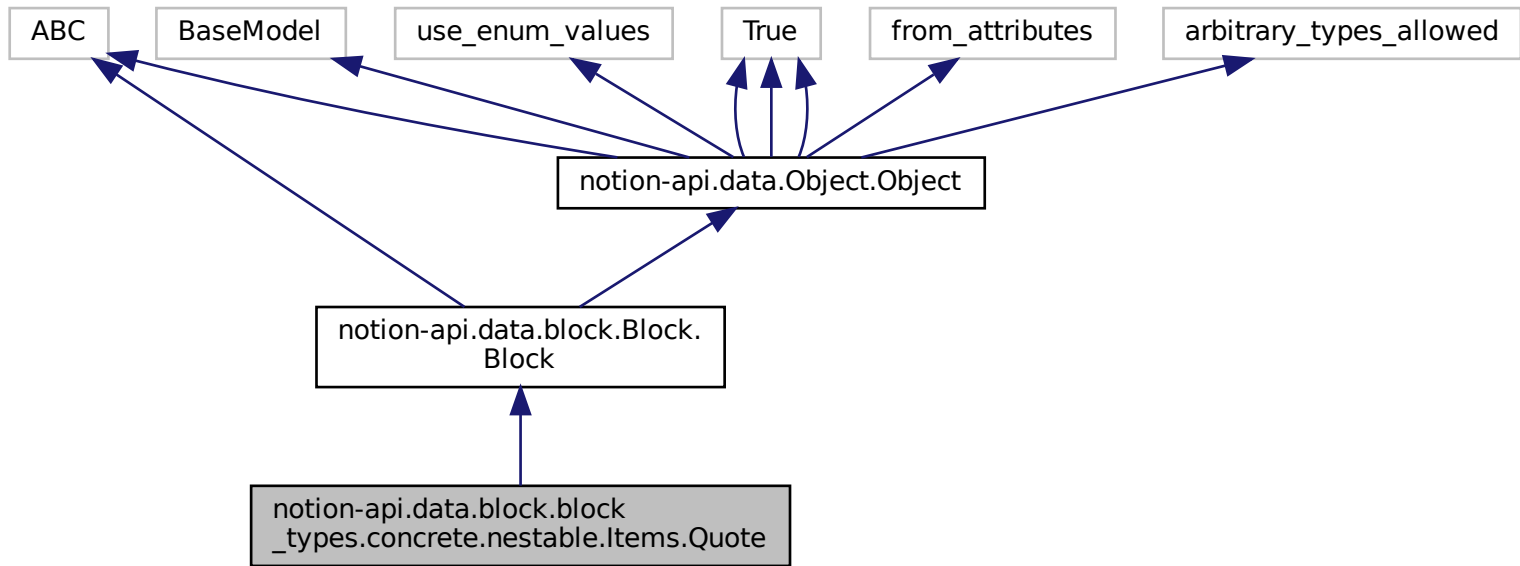 ABC
BaseModel
use_enum_values
True
from_attributes
arbitrary_types_allowed
notion-api.data.Object.Object
notion-api.data.block.Block.
Block
notion-api.data.block.block
_types.concrete.nestable.Items.Quote